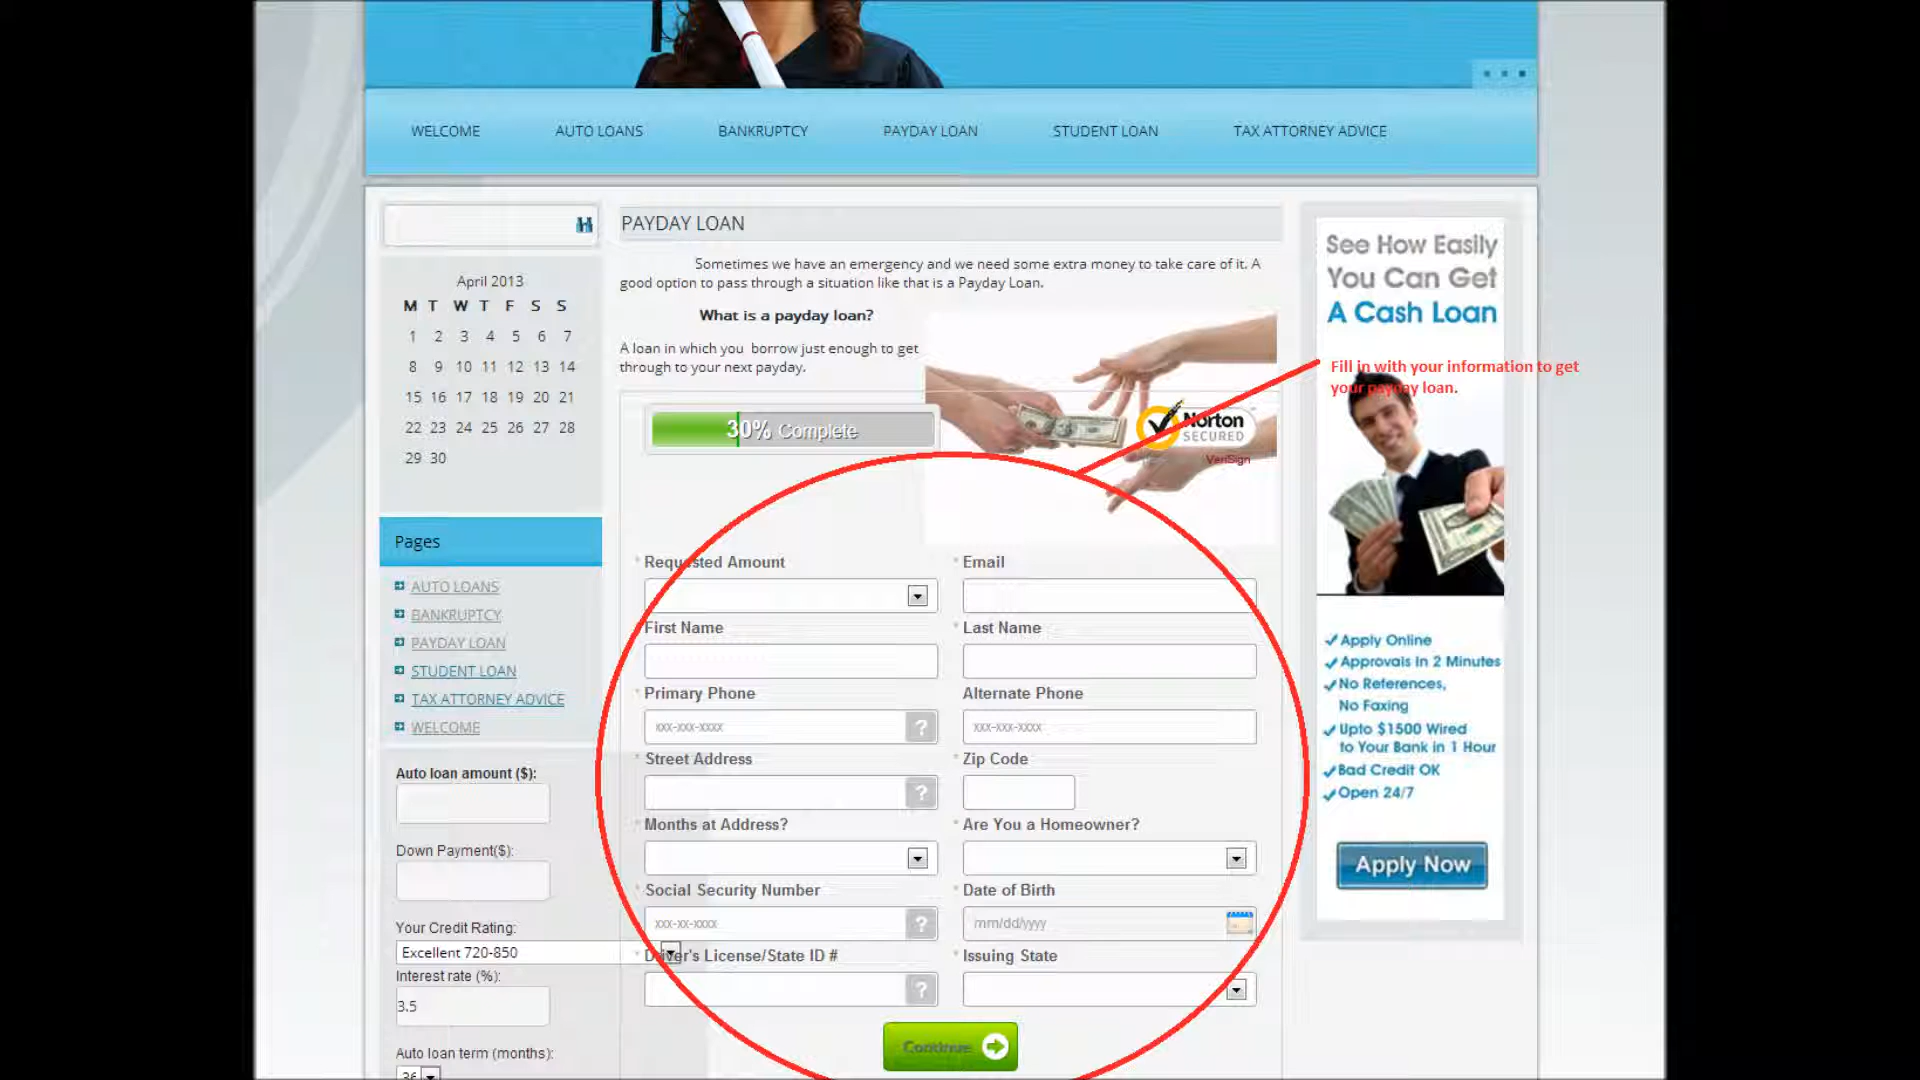 WELCOME
AUTO LOANS
BANKRUPTCY
PAYDAY LOAN
STUDENT LOAN
TAX ATTORNEY ADVICE
April 2013
M T W T F S S
1 2 3 4 5 6 7
8 9 10 11 12 13 14
15 16 17 18 19 20 21
22 23 24 25 26 27 28
29 30
Pages
AUTO LOANS
BANKRUPTCY
PAYDAY LOAN
STUDENT LOAN
TAX ATTORNEY ADVICE
WELCOME
Auto loan amount ($):
Down Payment($):
Your Credit Rating:
Excellent 720-850
Interest rate (%):
3.5
Auto loan term (months):
36
PAYDAY LOAN
Sometimes we have an emergency and we need some extra money to take care of it. A
good option to pass through a situation like that is a Payday Loan.
What is a payday loan?
A loan in which you borrow just enough to get
through to your next payday.
30% Complete
Norton
SECURED
VeriSign
* Requested Amount
* Email
* First Name
* Last Name
* Primary Phone
Alternate Phone
xxx-xxx-xxxx
?
xxx-xxx-xxxx
* Street Address
* Zip Code
?
* Months at Address?
* Are You a Homeowner?
* Social Security Number
* Date of Birth
xxx-xx-xxxx
?
mm/dd/yyyy
* Driver's License/State ID #
* Issuing State
?
Continue
See How Easily
You Can Get
A Cash Loan
Fill in with your information to get
your payday loan.
Apply Online
Approvals In 2 Minutes
No References,
No Faxing
Upto $1500 Wired
to Your Bank in 1 Hour
Bad Credit OK
Open 24/7
Apply Now